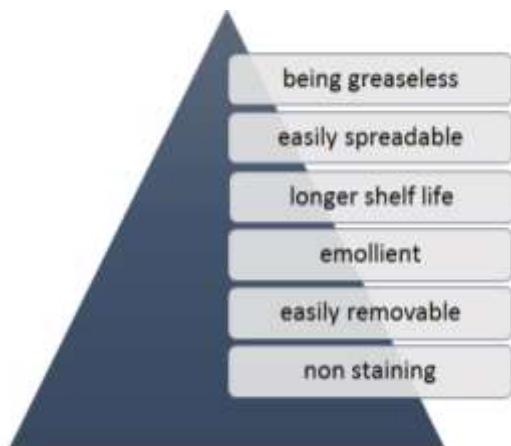 being greaseless
easily spreadable
longer shelf life
emollient
easily removable
non staining